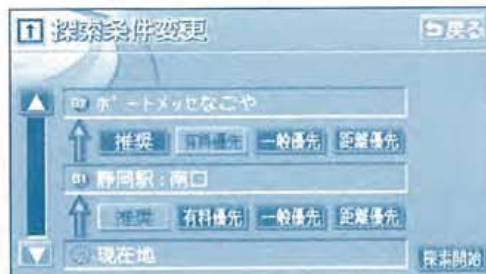 探索条件変更
戻る
ポートメッセなごや
推奨 有料優先 一般優先 距離優先
01 静岡駅:南口
推奨 有料優先 一般優先 距離優先
現在地
探索開始